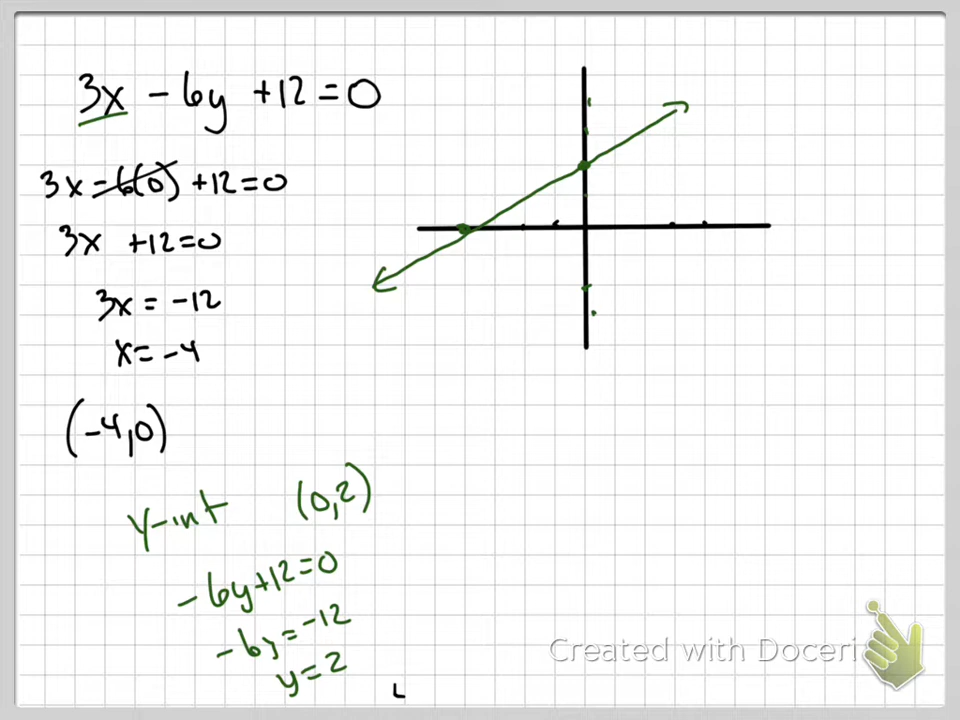 3x - 6y + 12 = 0
3x - 6(0) + 12 = 0
3x + 12 = 0
3x = -12
x = -4
(-4,0)
y-int (0,2)
-6y + 12 = 0
-6y = -12
y = 2
Created with Doceri